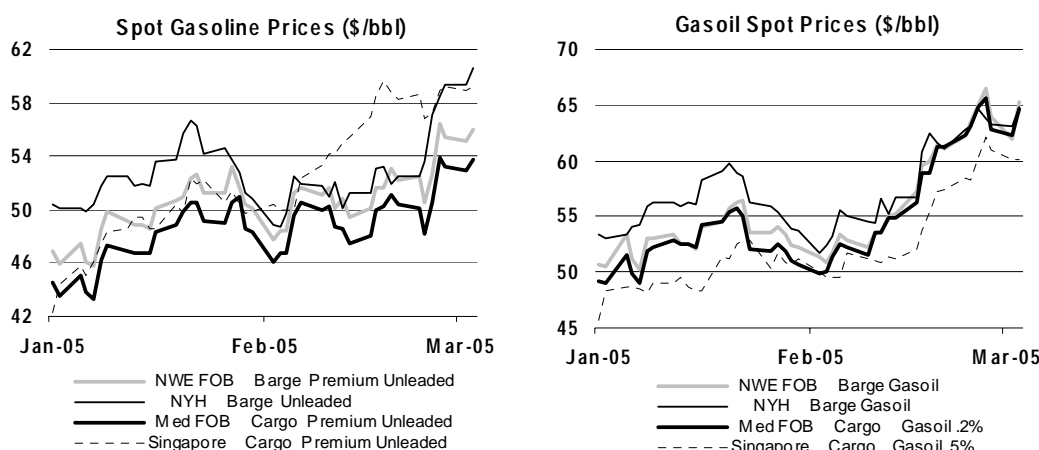 Spot Gasoline Prices ($/bbl)
62
58
54
50
46
42
Jan-05 Feb-05 Mar-05
NWE FOB Barge Premium Unleaded
NYH Barge Unleaded
Med FOB Cargo Premium Unleaded
Singapore Cargo Premium Unleaded
Gasoil Spot Prices ($/bbl)
70
65
60
55
50
45
Jan-05 Feb-05 Mar-05
NWE FOB Barge Gasoil
NYH Barge Gasoil
Med FOB Cargo Gasoil .2%
Singapore Cargo Gasoil .5%